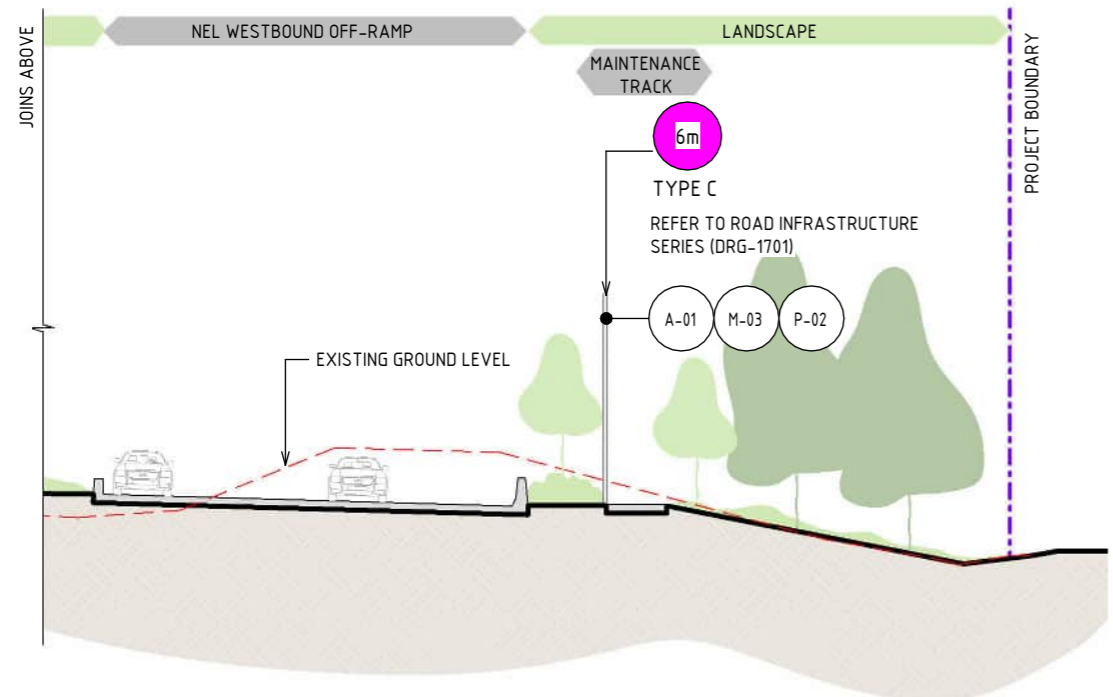 JOINS ABOVE
NEL WESTBOUND OFF-RAMP
LANDSCAPE
MAINTENANCE
TRACK
PROJECT BOUNDARY
6m
TYPE C
REFER TO ROAD INFRASTRUCTURE
SERIES (DRG-1701)
A-01
M-03
P-02
EXISTING GROUND LEVEL